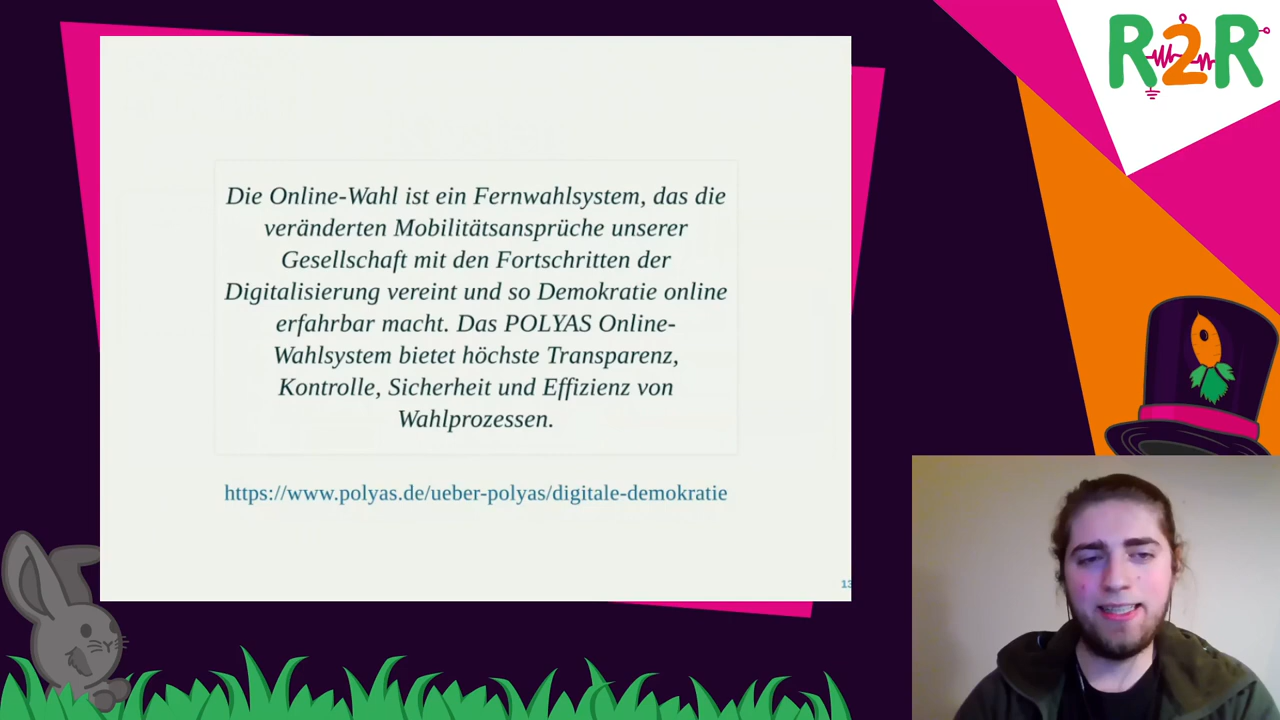 R2R
Die Online-Wahl ist ein Fernwahlsystem, das die
veränderten Mobilitätsansprüche unserer
Gesellschaft mit den Fortschritten der
Digitalisierung vereint und so Demokratie online
erfahrbar macht. Das POLYAS Online-
Wahlsystem bietet höchste Transparenz,
Kontrolle, Sicherheit und Effizienz von
Wahlprozessen.
https://www.polyas.de/ueber-polyas/digitale-demokratie
13